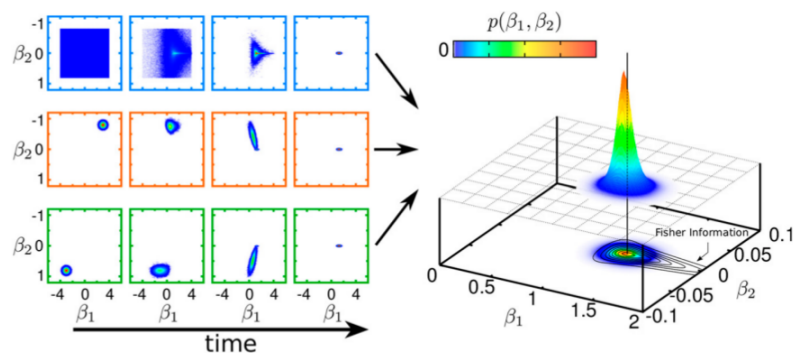 -1
β₂ 0
1
-1
β₂ 0
1
-1
β₂ 0
1
-4 0 4 -4 0 4 -4 0 4 -4 0 4
β₁ β₁ β₁ β₁
time
p(β₁, β₂)
0
Fisher Information
0 0.5 1 1.5 2
β₁
-0.1 -0.05 0 0.05 0.1
β₂